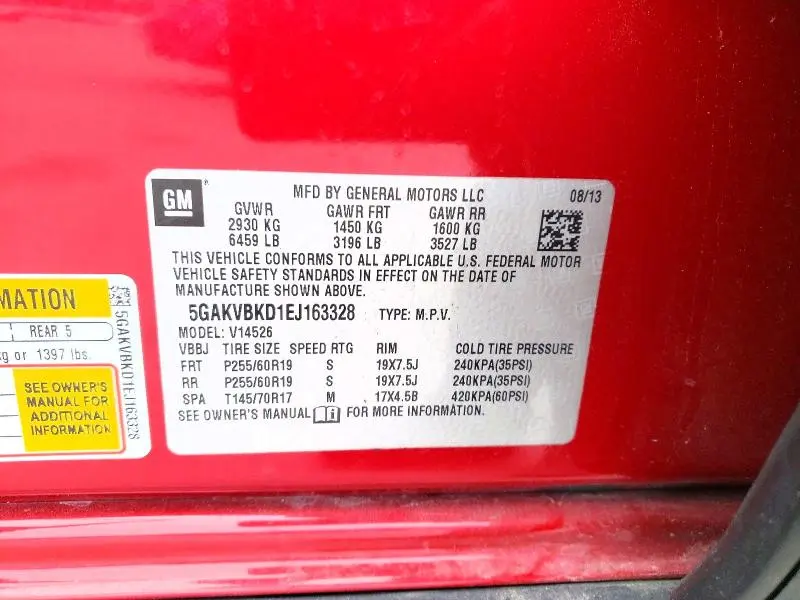 GM
MFD BY GENERAL MOTORS LLC 08/13
GVWR GAWR FRT GAWR RR
2930 KG 1450 KG 1600 KG
6459 LB 3196 LB 3527 LB
THIS VEHICLE CONFORMS TO ALL APPLICABLE U.S. FEDERAL MOTOR
VEHICLE SAFETY STANDARDS IN EFFECT ON THE DATE OF
MANUFACTURE SHOWN ABOVE.
5GAKVBKD1EJ163328 TYPE: M.P.V.
MODEL: V14526
VBBJ TIRE SIZE SPEED RTG RIM COLD TIRE PRESSURE
FRT P255/60R19 S 19X7.5J 240KPA(35PSI)
RR P255/60R19 S 19X7.5J 240KPA(35PSI)
SPA T145/70R17 M 17X4.5B 420KPA(60PSI)
SEE OWNER'S MANUAL i FOR MORE INFORMATION.
MATION
REAR 5
kg or 1397 lbs.
SEE OWNER'S
MANUAL FOR
ADDITIONAL
INFORMATION
5GAKVBKD1EJ163328